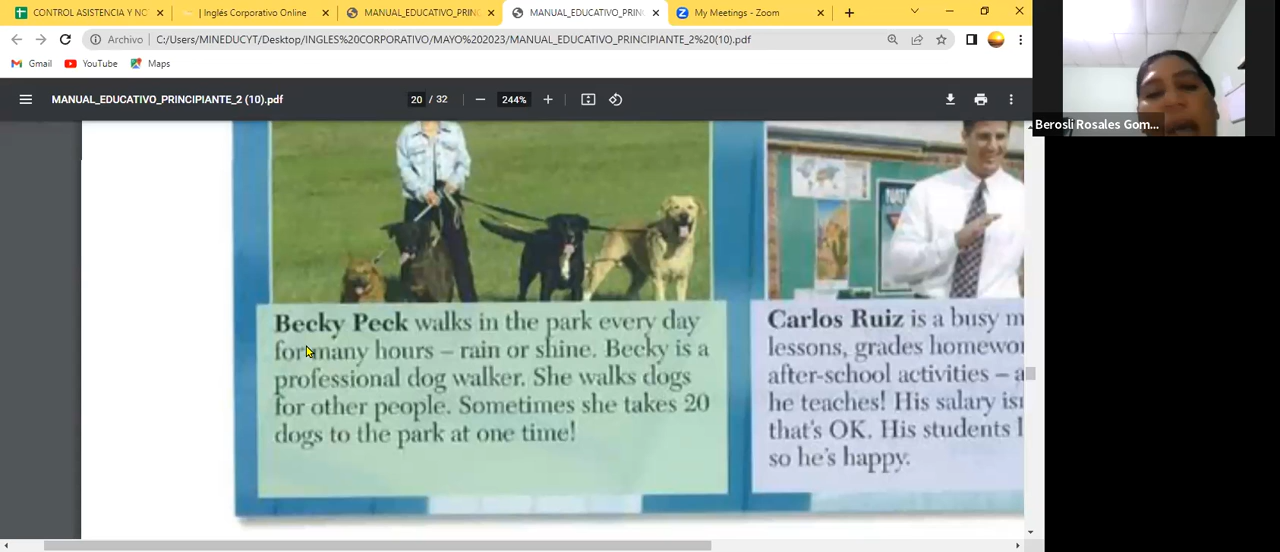 CONTROL ASISTENCIA Y NO
| Inglés Corporativo Online
MANUAL_EDUCATIVO_PRIN
MANUAL_EDUCATIVO_PRIN
My Meetings - Zoom
Archivo
C:/Users/MINEDUCYT/Desktop/INGLES%20CORPORATIVO/MAYO%202023/MANUAL_EDUCATIVO_PRINCIPIANTE_2%20(10).pdf
Gmail
YouTube
Maps
MANUAL_EDUCATIVO_PRINCIPIANTE_2 (10).pdf
20 / 32
244%
Berosli Rosales Gom...
Becky Peck walks in the park every day
for many hours – rain or shine. Becky is a
professional dog walker. She walks dogs
for other people. Sometimes she takes 20
dogs to the park at one time!
Carlos Ruiz is a busy m
lessons, grades homewor
after-school activities – a
he teaches! His salary is
that's OK. His students l
so he's happy.